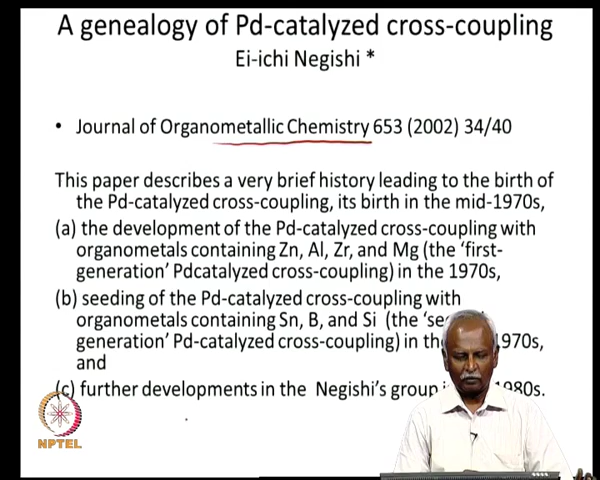 A genealogy of Pd-catalyzed cross-coupling
Ei-ichi Negishi *
• Journal of Organometallic Chemistry 653 (2002) 34/40
This paper describes a very brief history leading to the birth of
the Pd-catalyzed cross-coupling, its birth in the mid-1970s,
(a) the development of the Pd-catalyzed cross-coupling with
organometals containing Zn, Al, Zr, and Mg (the ‘first-
generation’ Pdcatalyzed cross-coupling) in the 1970s,
(b) seeding of the Pd-catalyzed cross-coupling with
organometals containing Sn, B, and Si (the
generation’ Pd-catalyzed cross-coupling) in 970s,
and
(c) further developments in the Negishi’s group 80s.
NPTEL